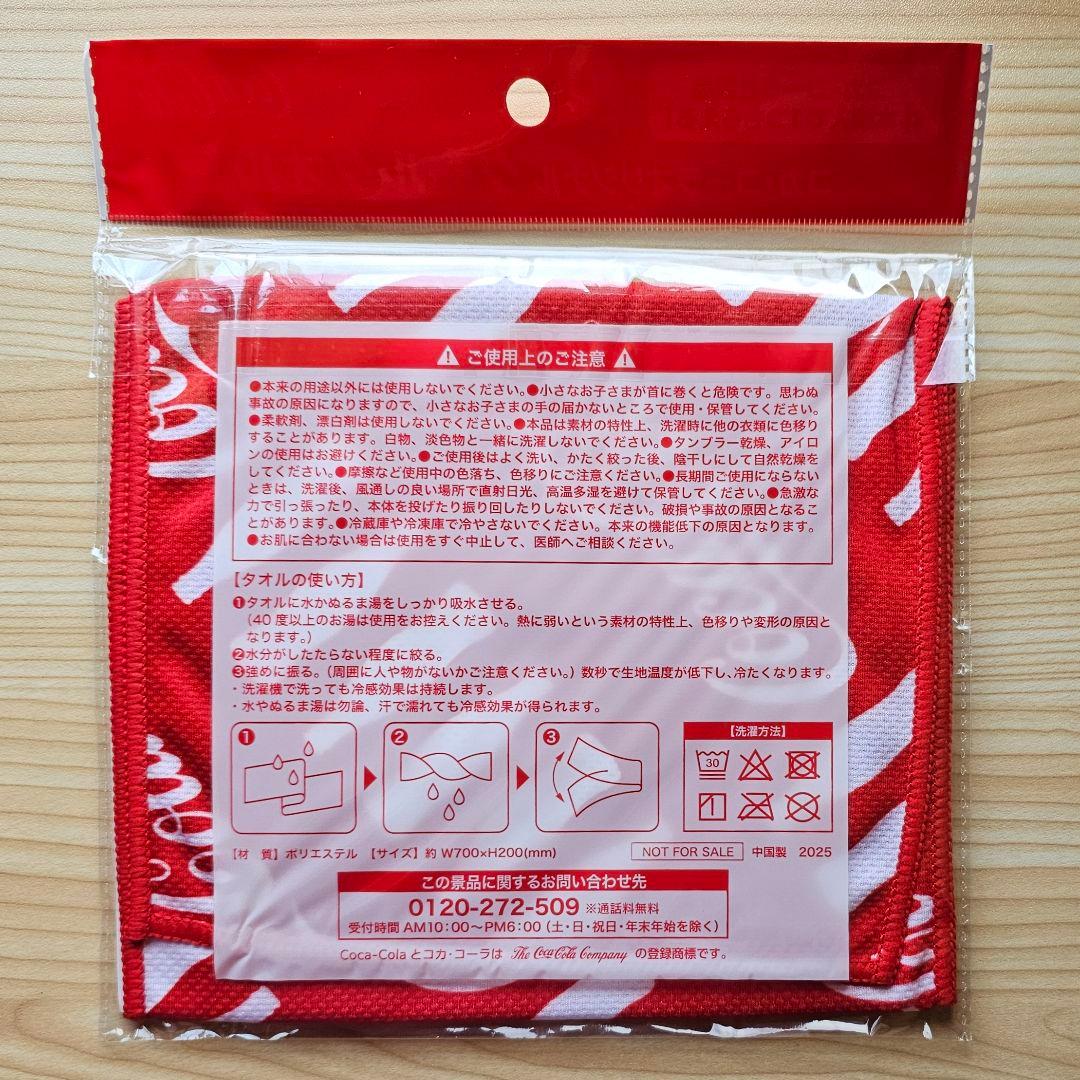 ご使用上のご注意
●本来の用途以外には使用しないでください。●小さなお子さまが首に巻くと危険です。思わぬ
事故の原因になりますので、小さなお子さまの手の届かないところで使用・保管してください。
●柔軟剤、漂白剤は使用しないでください。●本品は素材の特性上、洗濯時に他の衣類に色移り
することがあります。白物、淡色物と一緒に洗濯しないでください。●タンブラー乾燥、アイロ
ンの使用はお避けください。●ご使用後はよく洗い、かたく絞った後、陰干しにして自然乾燥を
してください。●摩擦など使用中の色落ち、色移りにご注意ください。●長期間ご使用にならない
ときは、洗濯後、風通しの良い場所で直射日光、高温多湿を避けて保管してください。●急激な
力で引っ張ったり、本体を投げたり振り回したりしないでください。破損や事故の原因となるこ
とがあります。●冷蔵庫や冷凍庫で冷やさないでください。本来の機能低下の原因となります。
●お肌に合わない場合は使用をすぐ中止して、医師へご相談ください。
【タオルの使い方】
❶タオルに水かぬるま湯をしっかり吸水させる。
(40 度以上のお湯は使用をお控えください。熱に弱いという素材の特性上、色移りや変形の原因と
なります。)
❷水分がしたたらない程度に絞る。
❸強めに振る。(周囲に人や物がないかご注意ください。)数秒で生地温度が低下し、冷たくなります。
・洗濯機で洗っても冷感効果は持続します。
・水やぬるま湯は勿論、汗で濡れても冷感効果が得られます。
❶ ❷ ❸
【洗濯方法】
30
1
【材 質】ポリエステル 【サイズ】約 W700×H200(mm) NOT FOR SALE 中国製 2025
この景品に関するお問い合わせ先
0120-272-509 ※通話料無料
受付時間 AM10:00〜PM6:00(土・日・祝日・年末年始を除く)
Coca-Cola とコカ・コーラは The Coca-Cola Company の登録商標です。